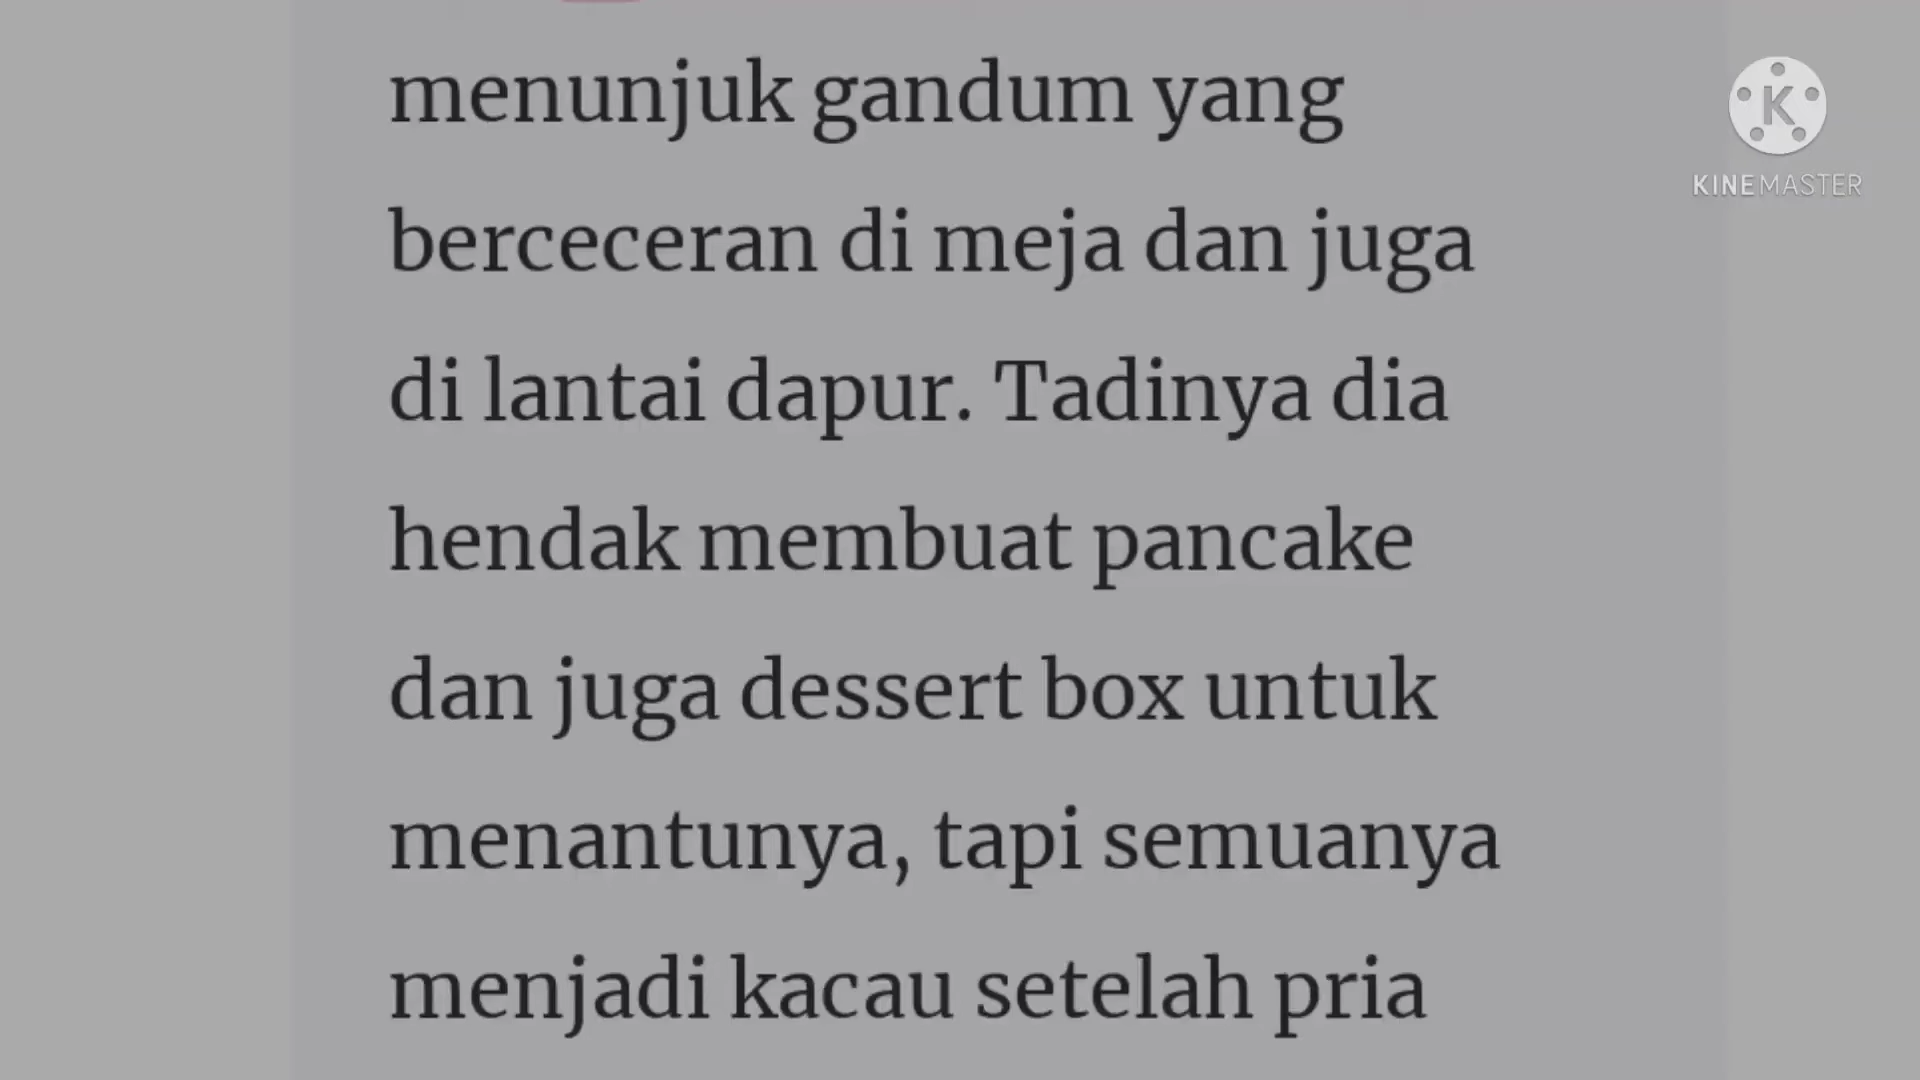 menunjuk gandum yang
berceceran di meja dan juga
di lantai dapur. Tadinya dia
hendak membuat pancake
dan juga dessert box untuk
menantunya, tapi semuanya
menjadi kacau setelah pria
K
KINEMASTER